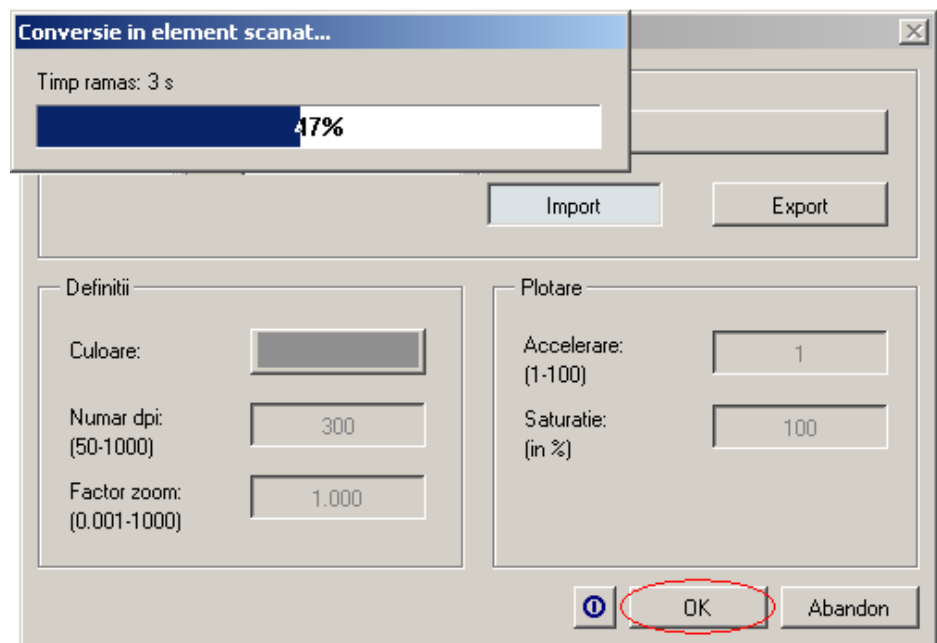 Conversie in element scanat...
Timp ramas: 3 s
47%
Import
Export
Definitii
Culoare:
Numar dpi:
(50-1000)
300
Factor zoom:
(0.001-1000)
1.000
Plotare
Accelerare:
(1-100)
1
Saturatie:
(in %)
100
OK
Abandon